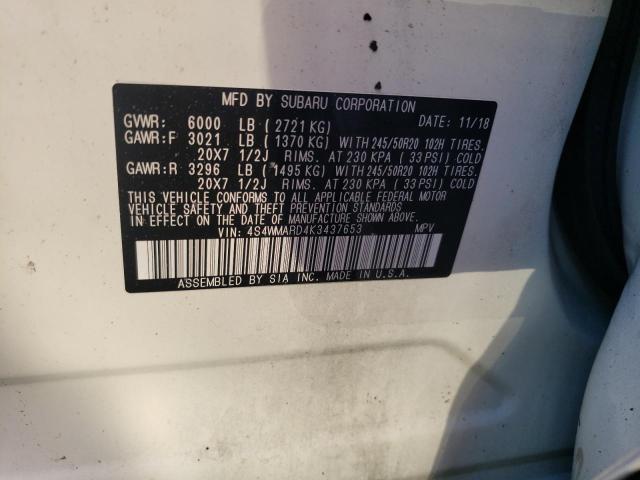 MFD BY SUBARU CORPORATION
GVWR: 6000 LB ( 2721 KG) DATE: 11/18
GAWR:F 3021 LB ( 1370 KG) WITH 245/50R20 102H TIRES.
20X7 1/2J RIMS. AT 230 KPA ( 33 PSI) COLD
GAWR:R 3296 LB ( 1495 KG) WITH 245/50R20 102H TIRES.
20X7 1/2J RIMS. AT 230 KPA ( 33 PSI) COLD
THIS VEHICLE CONFORMS TO ALL APPLICABLE FEDERAL MOTOR
VEHICLE SAFETY AND BUMPER AND THEFT PREVENTION STANDARDS
IN EFFECT ON THE DATE OF MANUFACTURE SHOWN ABOVE.
VIN: 4S4WMARD4K3437653 MPV
ASSEMBLED BY SIA INC. MADE IN U.S.A.